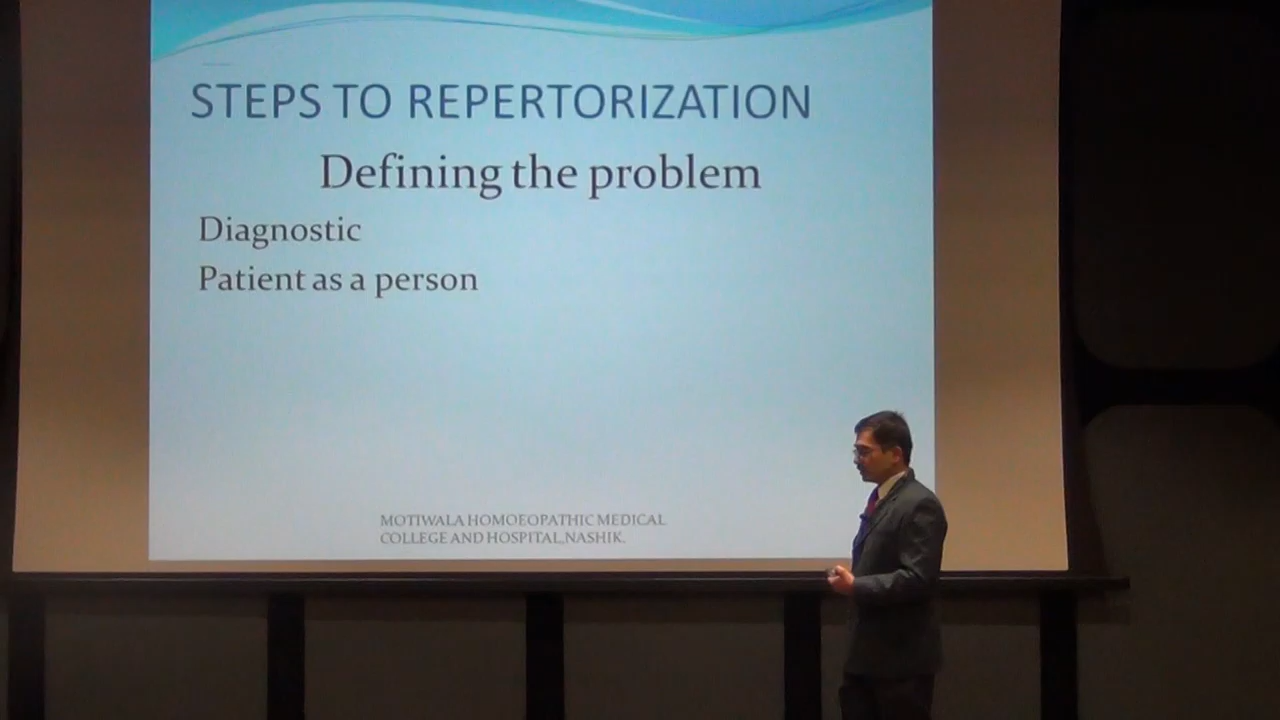 STEPS TO REPERTORIZATION
Defining the problem
Diagnostic
Patient as a person
MOTIWALA HOMOEOPATHIC MEDICAL
COLLEGE AND HOSPITAL,NASHIK.